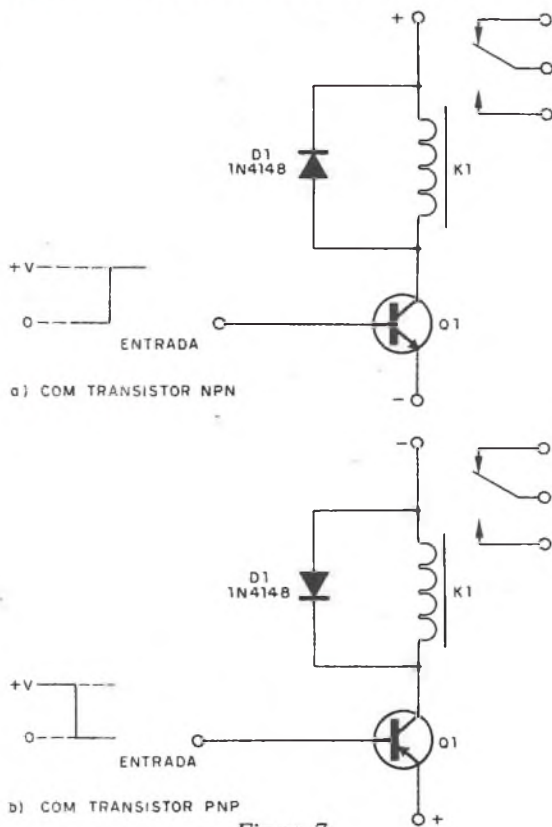 +
D1
1N4148
K1
+V
0
ENTRADA
Q1
-
a) COM TRANSISTOR NPN
-
D1
1N4148
K1
+V
0
ENTRADA
Q1
b) COM TRANSISTOR PNP
+